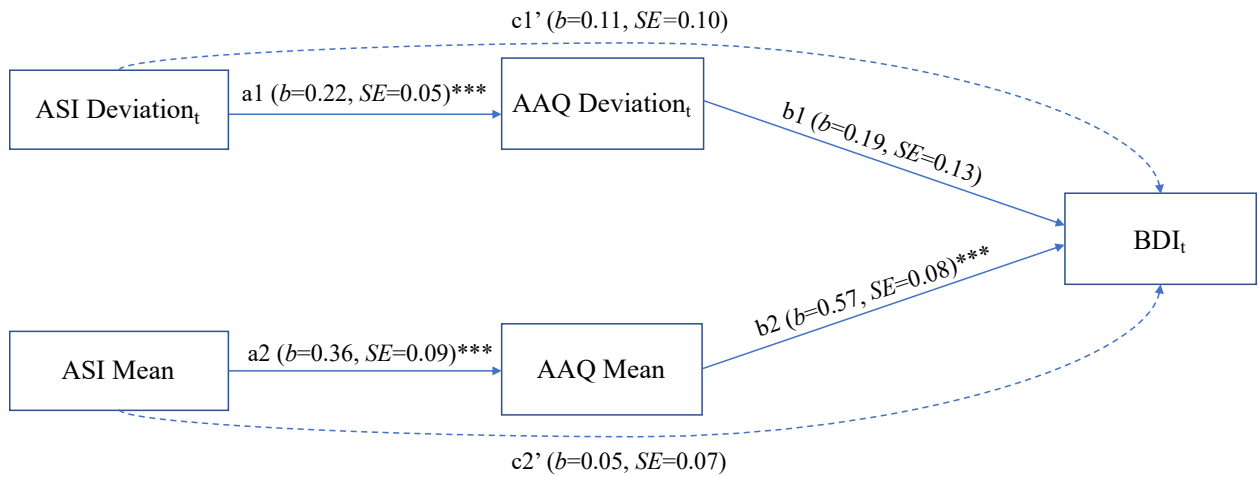 c1’ (b=0.11, SE=0.10)
ASI Deviationt
a1 (b=0.22, SE=0.05)***
AAQ Deviationt
b1 (b=0.19, SE=0.13)
BDIt
b2 (b=0.57, SE=0.08)***
ASI Mean
a2 (b=0.36, SE=0.09)***
AAQ Mean
c2’ (b=0.05, SE=0.07)